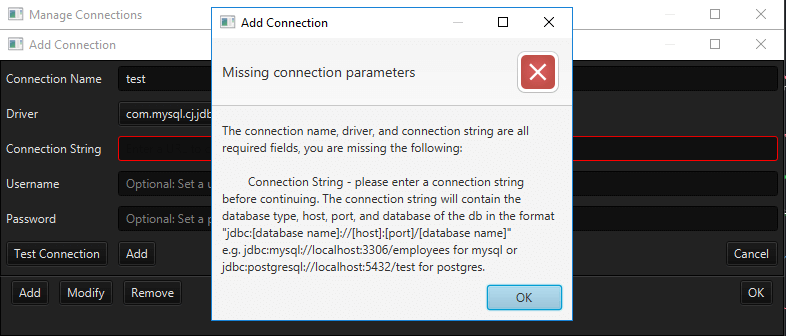 Manage Connections
Add Connection
Add Connection
Missing connection parameters
The connection name, driver, and connection string are all
required fields, you are missing the following:
Connection String - please enter a connection string
before continuing. The connection string will contain the
database type, host, port, and database of the db in the format
"jdbc:[database name]://[host]:[port]/[database name]"
e.g. jdbc:mysql://localhost:3306/employees for mysql or
jdbc:postgresql://localhost:5432/test for postgres.
OK
Connection Name test
Driver com.mysql.cj.jdb
Connection String
Username Optional: Set a u
Password Optional: Set a p
Test Connection Add Cancel
Add Modify Remove OK